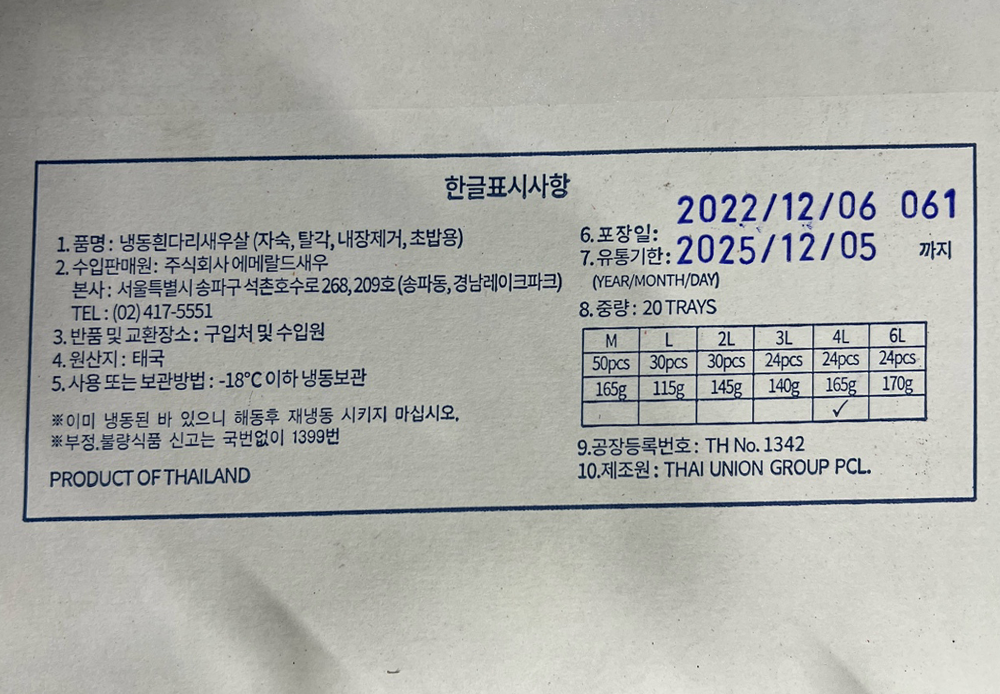 한글표시사항
1. 품명 : 냉동흰다리새우살 (자숙, 탈각, 내장제거, 초밥용)
2. 수입판매원 : 주식회사 에메랄드새우
본사 : 서울특별시 송파구 석촌호수로 268, 209호 (송파동, 경남레이크파크)
TEL : (02) 417-5551
3. 반품 및 교환장소 : 구입처 및 수입원
4. 원산지 : 태국
5. 사용 또는 보관방법 : -18℃ 이하 냉동보관
※이미 냉동된 바 있으니 해동후 재냉동 시키지 마십시오.
※부정.불량식품 신고는 국번없이 1399번
PRODUCT OF THAILAND
6.포장일: 2022/12/06 061
7.유통기한: 2025/12/05 까지
(YEAR/MONTH/DAY)
8.중량 : 20 TRAYS
M L 2L 3L 4L 6L
50pcs 30pcs 30pcs 24pcs 24pcs 24pcs
165g 115g 145g 140g 165g 170g
✓
9.공장등록번호 : TH No. 1342
10.제조원 : THAI UNION GROUP PCL.